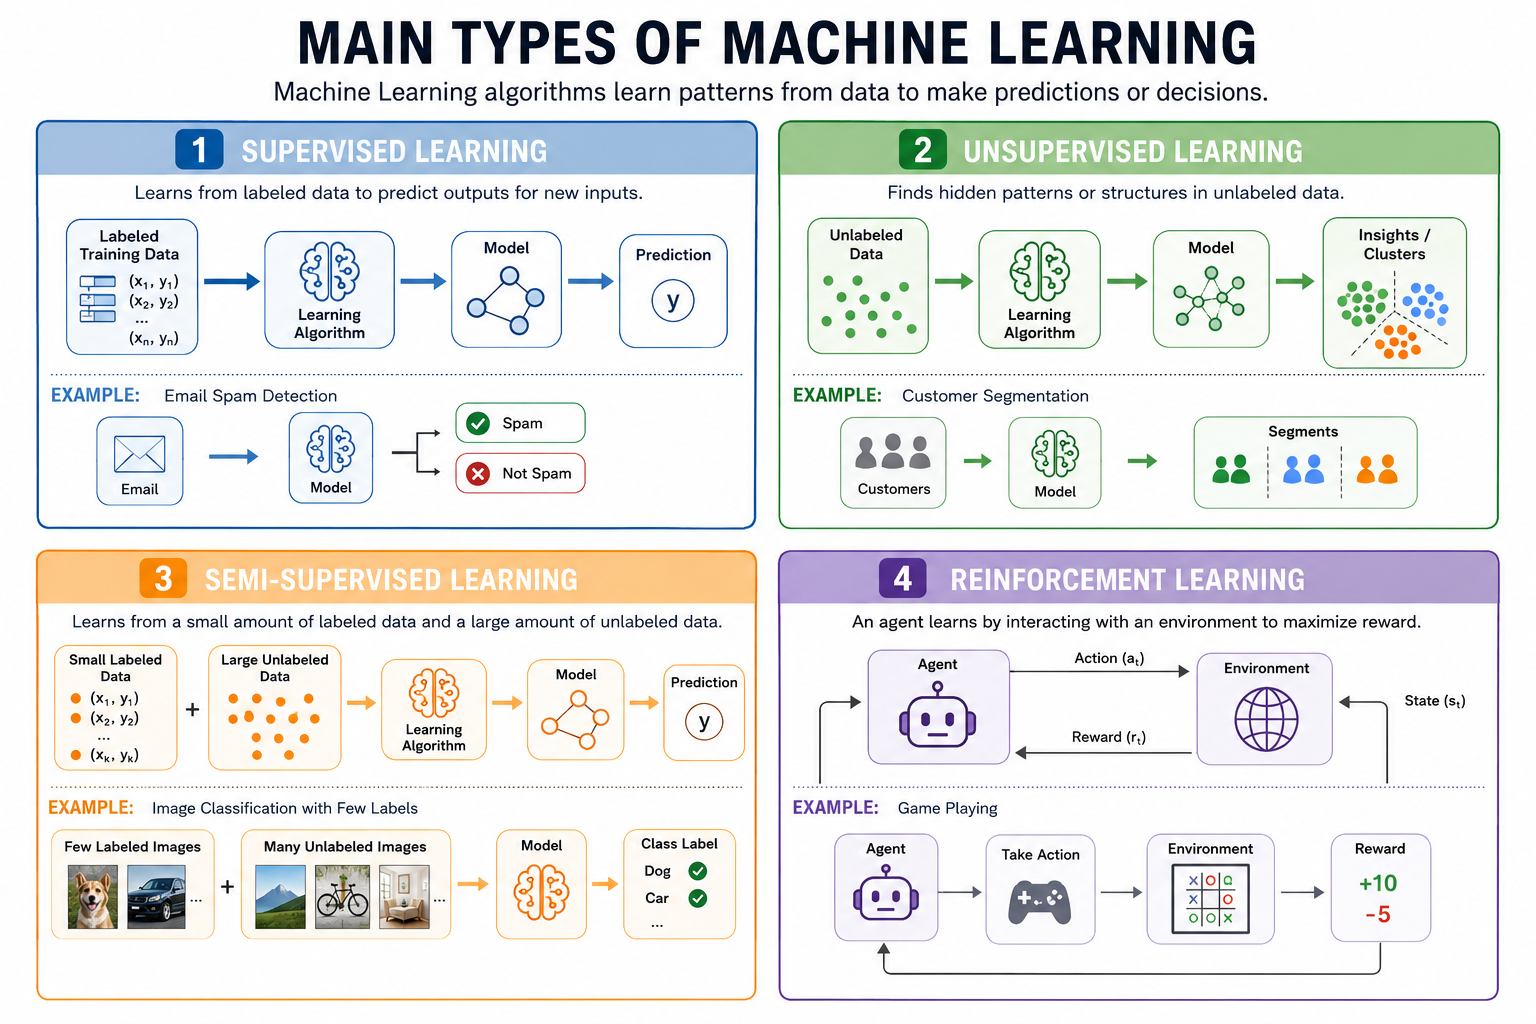 MAIN TYPES OF MACHINE LEARNING
Machine Learning algorithms learn patterns from data to make predictions or decisions.
1 SUPERVISED LEARNING
Learns from labeled data to predict outputs for new inputs.
Labeled
Training Data
(x₁, y₁)
(x₂, y₂)
...
(xₙ, yₙ)
Learning
Algorithm
Model
Prediction
y
EXAMPLE: Email Spam Detection
Email
Model
Spam
Not Spam
2 UNSUPERVISED LEARNING
Finds hidden patterns or structures in unlabeled data.
Unlabeled
Data
Learning
Algorithm
Model
Insights /
Clusters
EXAMPLE: Customer Segmentation
Customers
Model
Segments
3 SEMI-SUPERVISED LEARNING
Learns from a small amount of labeled data and a large amount of unlabeled data.
Small Labeled
Data
(x₁, y₁)
(x₂, y₂)
...
(xₖ, yₖ)
+
Large Unlabeled
Data
Learning
Algorithm
Model
Prediction
y
EXAMPLE: Image Classification with Few Labels
Few Labeled Images
...
+
Many Unlabeled Images
...
Model
Class Label
Dog
Car
...
4 REINFORCEMENT LEARNING
An agent learns by interacting with an environment to maximize reward.
Agent
Action (aₜ)
Environment
State (sₜ)
Reward (rₜ)
EXAMPLE: Game Playing
Agent
Take Action
Environment
X O Q
X O
O O X
Reward
+10
-5